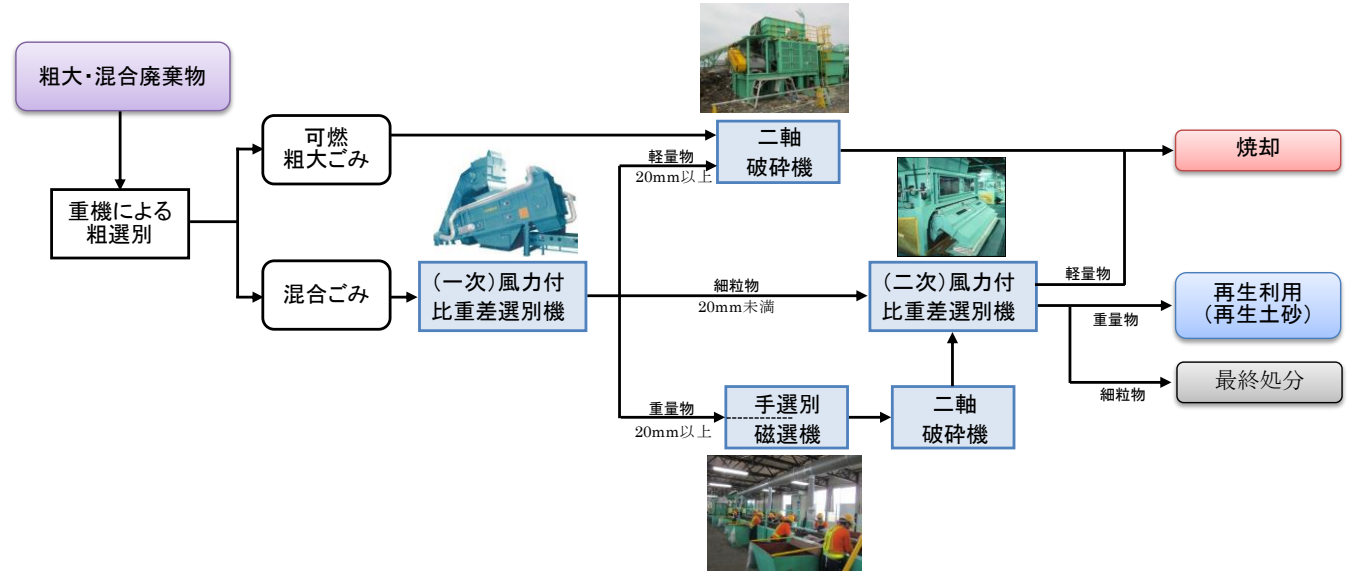 粗大・混合廃棄物
重機による
粗選別
可燃
粗大ごみ
混合ごみ
(一次)風力付
比重差選別機
軽量物
20mm以上
細粒物
20mm未満
重量物
20mm以上
二軸
破砕機
手選別
磁選機
二軸
破砕機
(二次)風力付
比重差選別機
軽量物
重量物
細粒物
焼却
再生利用
(再生土砂)
最終処分